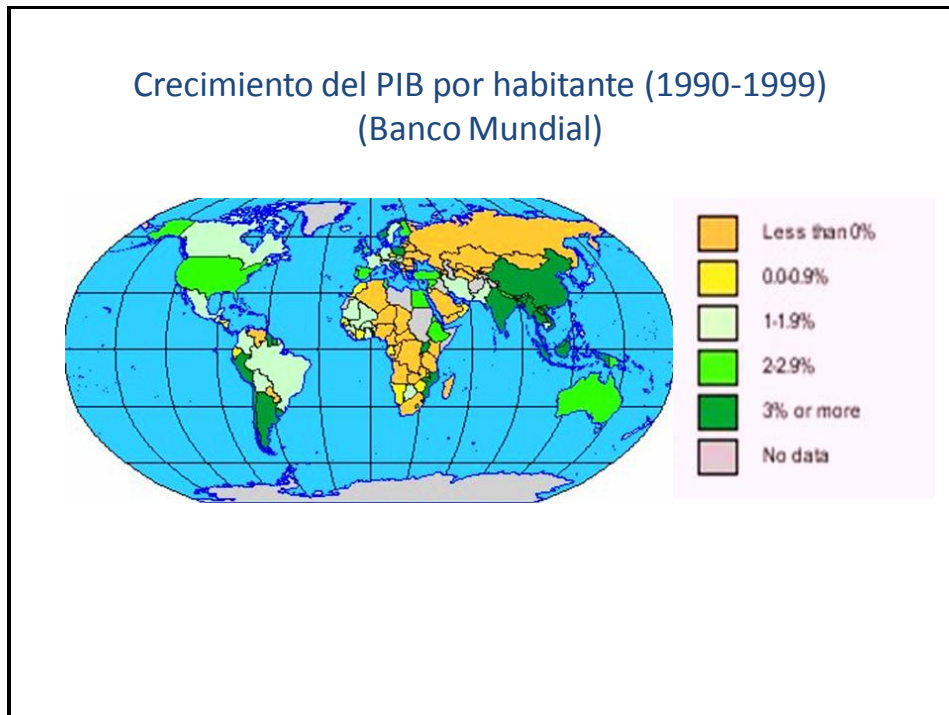 Crecimiento del PIB por habitante (1990-1999)
(Banco Mundial)
Less than 0%
0.0-0.9%
1-1.9%
2-2.9%
3% or more
No data